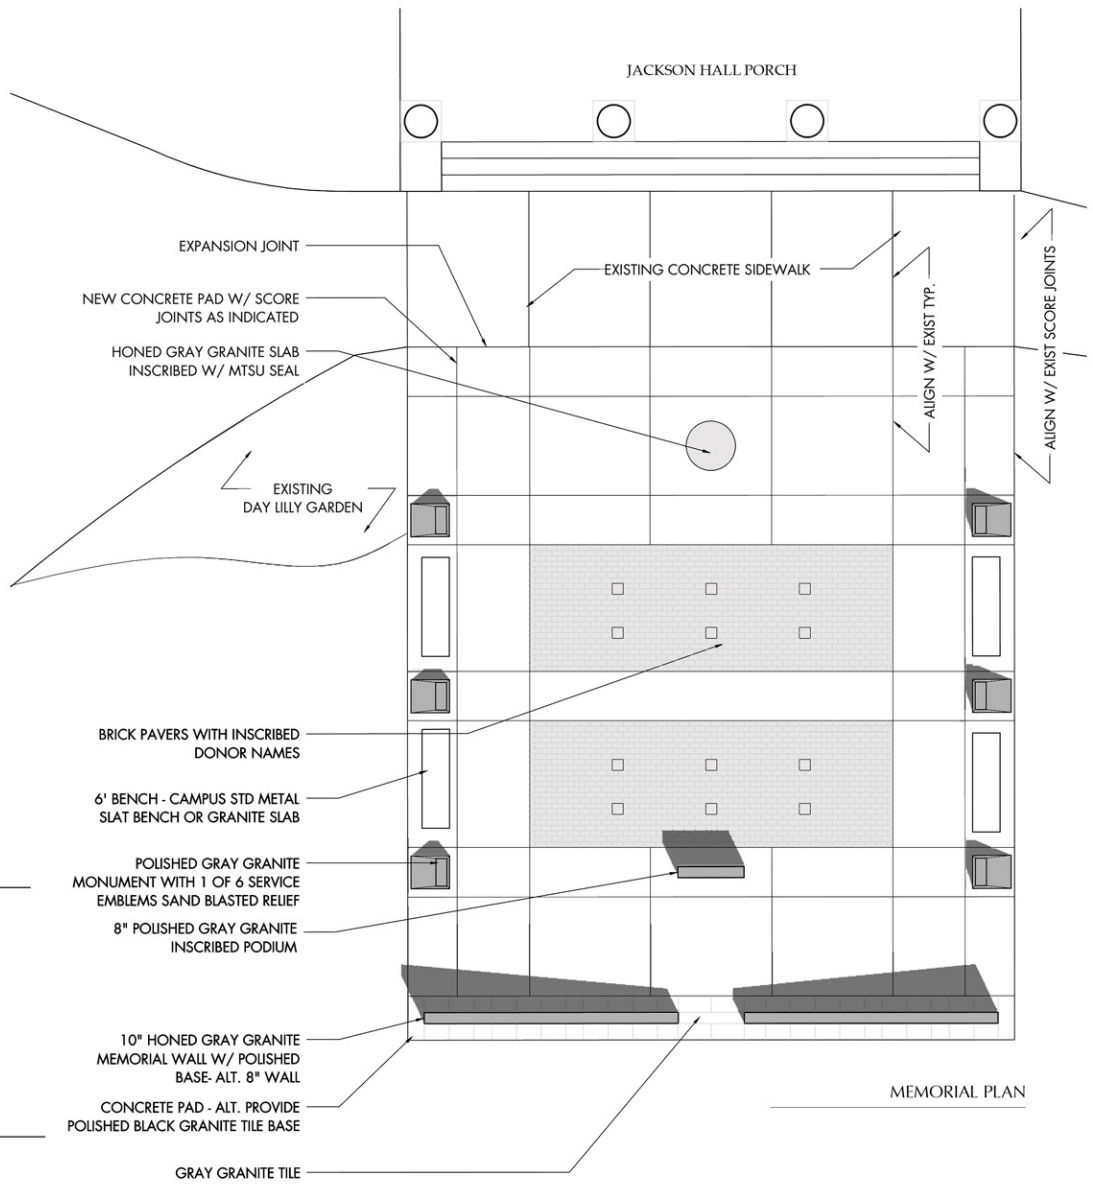 JACKSON HALL PORCH
EXPANSION JOINT
EXISTING CONCRETE SIDEWALK
NEW CONCRETE PAD W/ SCORE
JOINTS AS INDICATED
HONED GRAY GRANITE SLAB
INSCRIBED W/ MTSU SEAL
ALIGN W/ EXIST TYP.
ALIGN W/ EXIST SCORE JOINTS
EXISTING
DAY LILLY GARDEN
BRICK PAVERS WITH INSCRIBED
DONOR NAMES
6' BENCH - CAMPUS STD METAL
SLAT BENCH OR GRANITE SLAB
POLISHED GRAY GRANITE
MONUMENT WITH 1 OF 6 SERVICE
EMBLEMS SAND BLASTED RELIEF
8" POLISHED GRAY GRANITE
INSCRIBED PODIUM
10" HONED GRAY GRANITE
MEMORIAL WALL W/ POLISHED
BASE- ALT. 8" WALL
CONCRETE PAD - ALT. PROVIDE
POLISHED BLACK GRANITE TILE BASE
GRAY GRANITE TILE
MEMORIAL PLAN